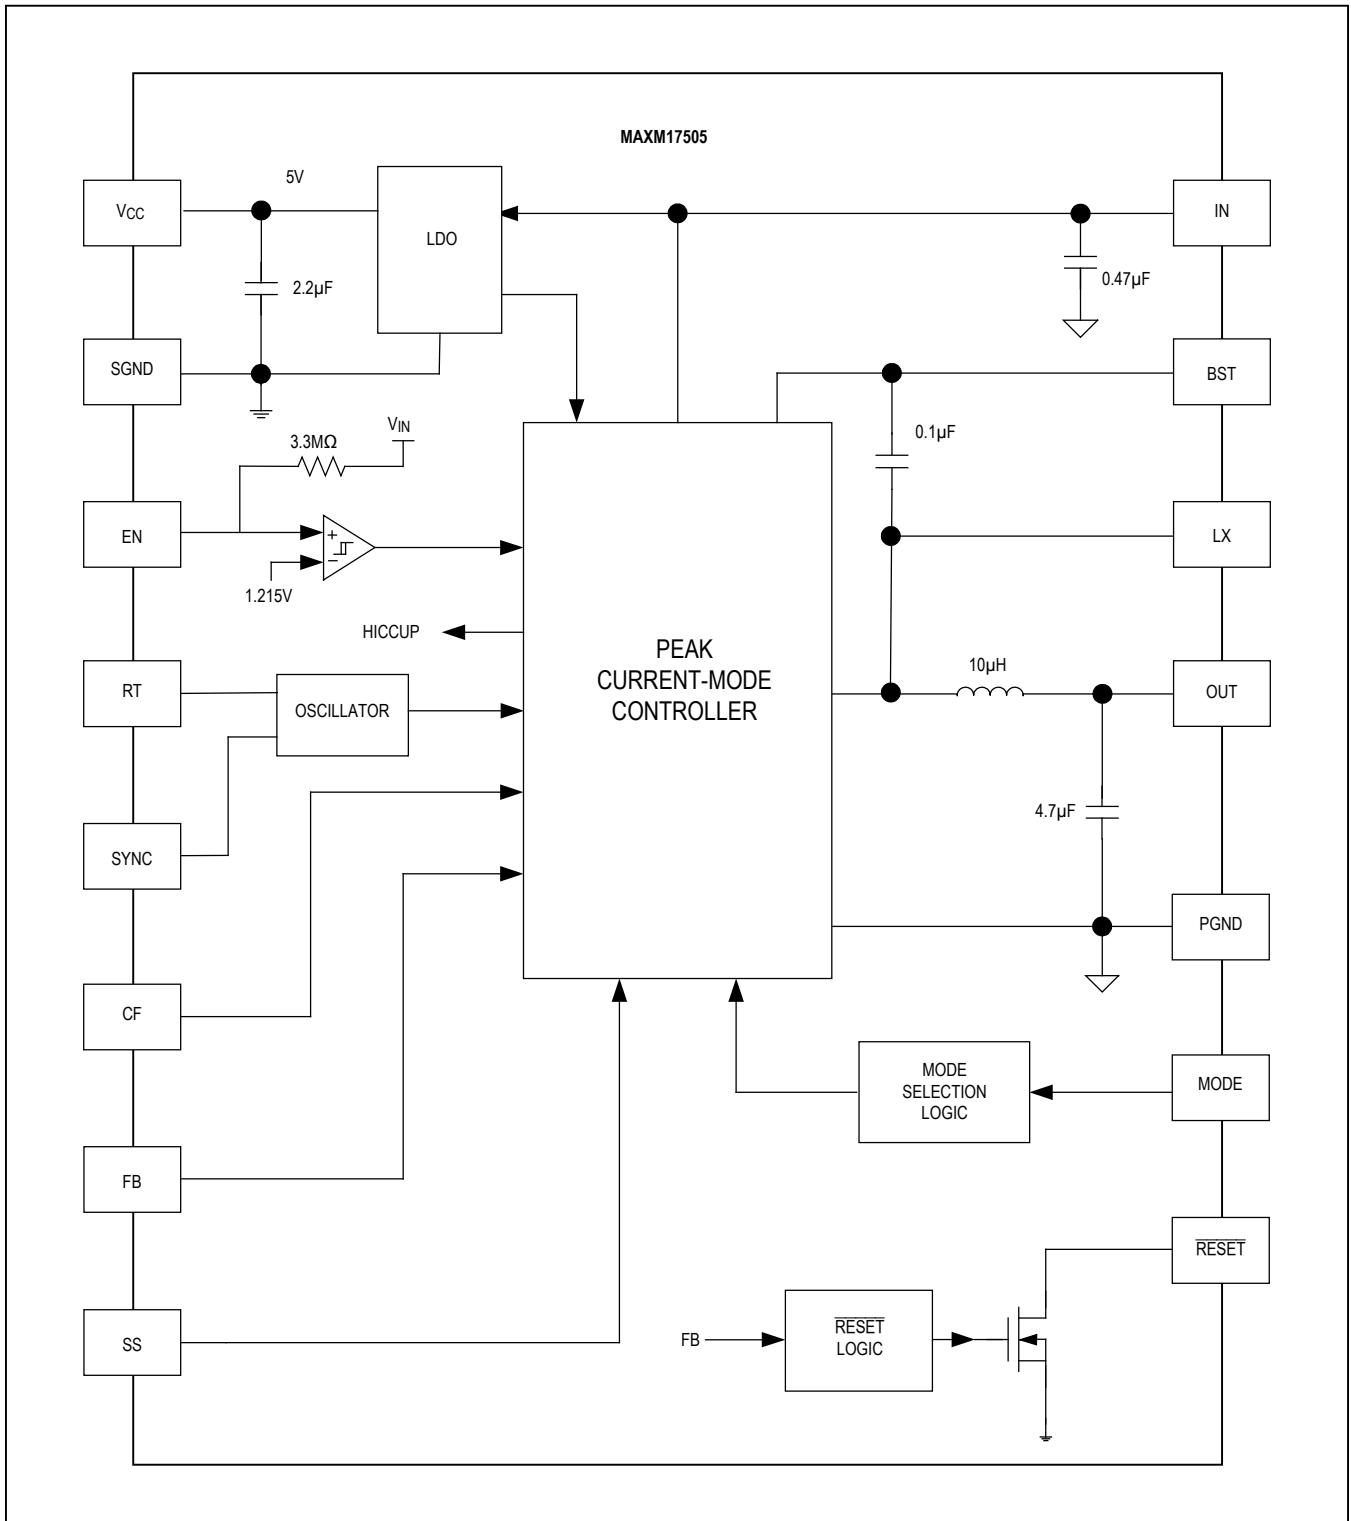 MAXM17505
VCC
5V
LDO
IN
2.2µF
0.47µF
SGND
BST
VIN
3.3MΩ
0.1µF
EN
+
−
1.215V
LX
HICCUP
PEAK
CURRENT-MODE
CONTROLLER
RT
OSCILLATOR
10µH
OUT
SYNC
4.7µF
PGND
CF
MODE
SELECTION
LOGIC
MODE
FB
RESET
SS
FB
RESET
LOGIC